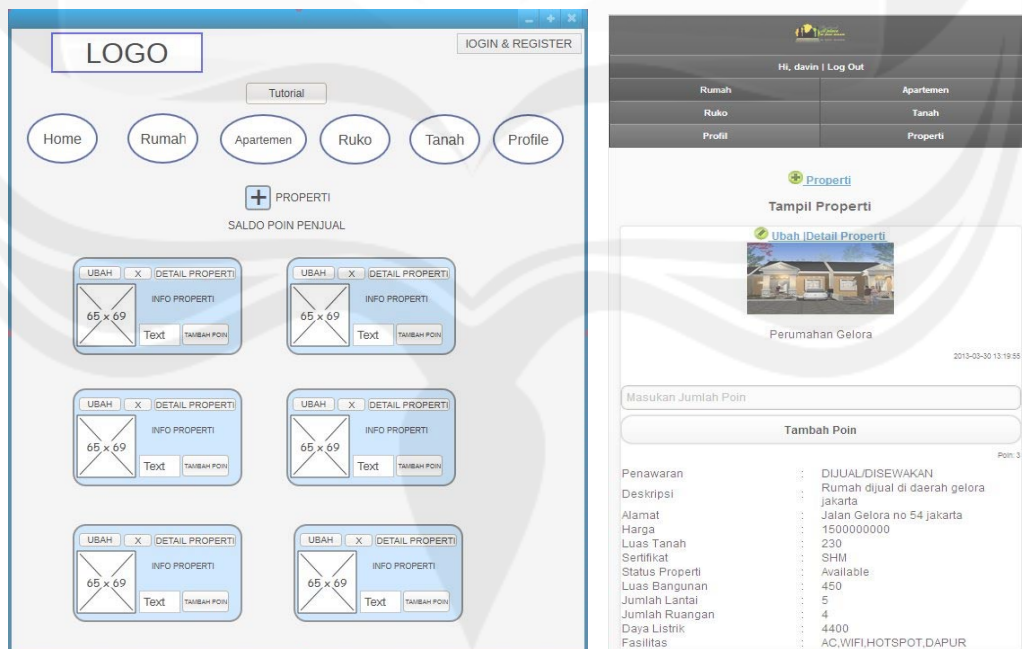 LOGO
IOGIN & REGISTER
Tutorial
Home Rumah Apartemen Ruko Tanah Profile
+ PROPERTI
SALDO POIN PENJUAL
UBAH X DETAIL PROPERTI
INFO PROPERTI
65 x 69
Text TAMBAH POIN
UBAH X DETAIL PROPERTI
INFO PROPERTI
65 x 69
Text TAMBAH POIN
UBAH X DETAIL PROPERTI
INFO PROPERTI
65 x 69
Text TAMBAH POIN
UBAH X DETAIL PROPERTI
INFO PROPERTI
65 x 69
Text TAMBAH POIN
UBAH X DETAIL PROPERTI
INFO PROPERTI
65 x 69
Text TAMBAH POIN
UBAH X DETAIL PROPERTI
INFO PROPERTI
65 x 69
Text TAMBAH POIN
Hi, davin | Log Out
Rumah Apartemen
Ruko Tanah
Profil Properti
Properti
Tampil Properti
Ubah |Detail Properti
Perumahan Gelora
2013-03-30 13:19:55
Masukan Jumlah Poin
Tambah Poin
Poin: 3
Penawaran : DIJUAL/DISEWAKAN
Deskripsi : Rumah dijual di daerah gelora
jakarta
Alamat : Jalan Gelora no 54 jakarta
Harga : 1500000000
Luas Tanah : 230
Sertifikat : SHM
Status Properti : Available
Luas Bangunan : 450
Jumlah Lantai : 5
Jumlah Ruangan : 4
Daya Listrik : 4400
Fasilitas : AC,WIFI,HOTSPOT,DAPUR